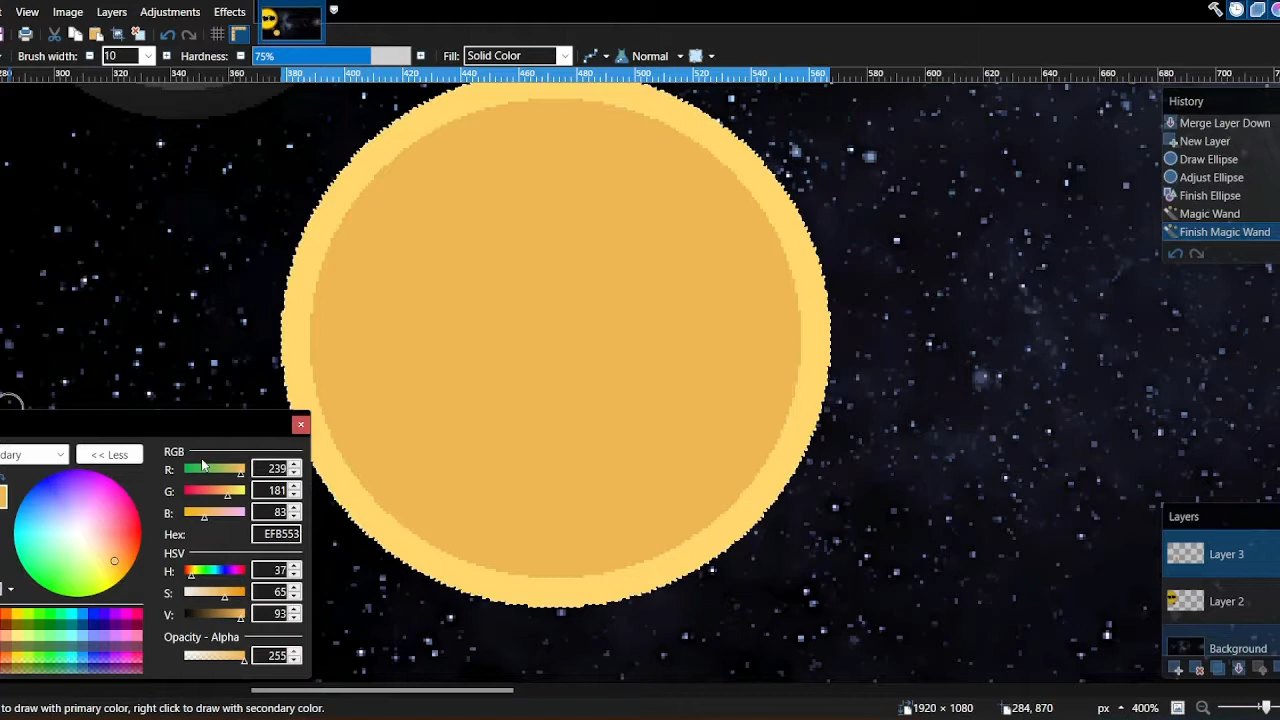 View Image Layers Adjustments Effects
Brush width: 10 Hardness: 75% Fill: Solid Color Normal
300 320 340 360 380 400 420 440 460 480 500 520 540 560 580 600 620 640 660 680 700
History
Merge Layer Down
New Layer
Draw Ellipse
Adjust Ellipse
Finish Ellipse
Magic Wand
Finish Magic Wand
dary << Less
RGB
R: 239
G: 181
B: 83
Hex: EFB553
HSV
H: 37
S: 65
V: 93
Opacity - Alpha
255
Layers
Layer 3
Layer 2
Background
to draw with primary color, right click to draw with secondary color.
1920 × 1080 284, 870 px 400%